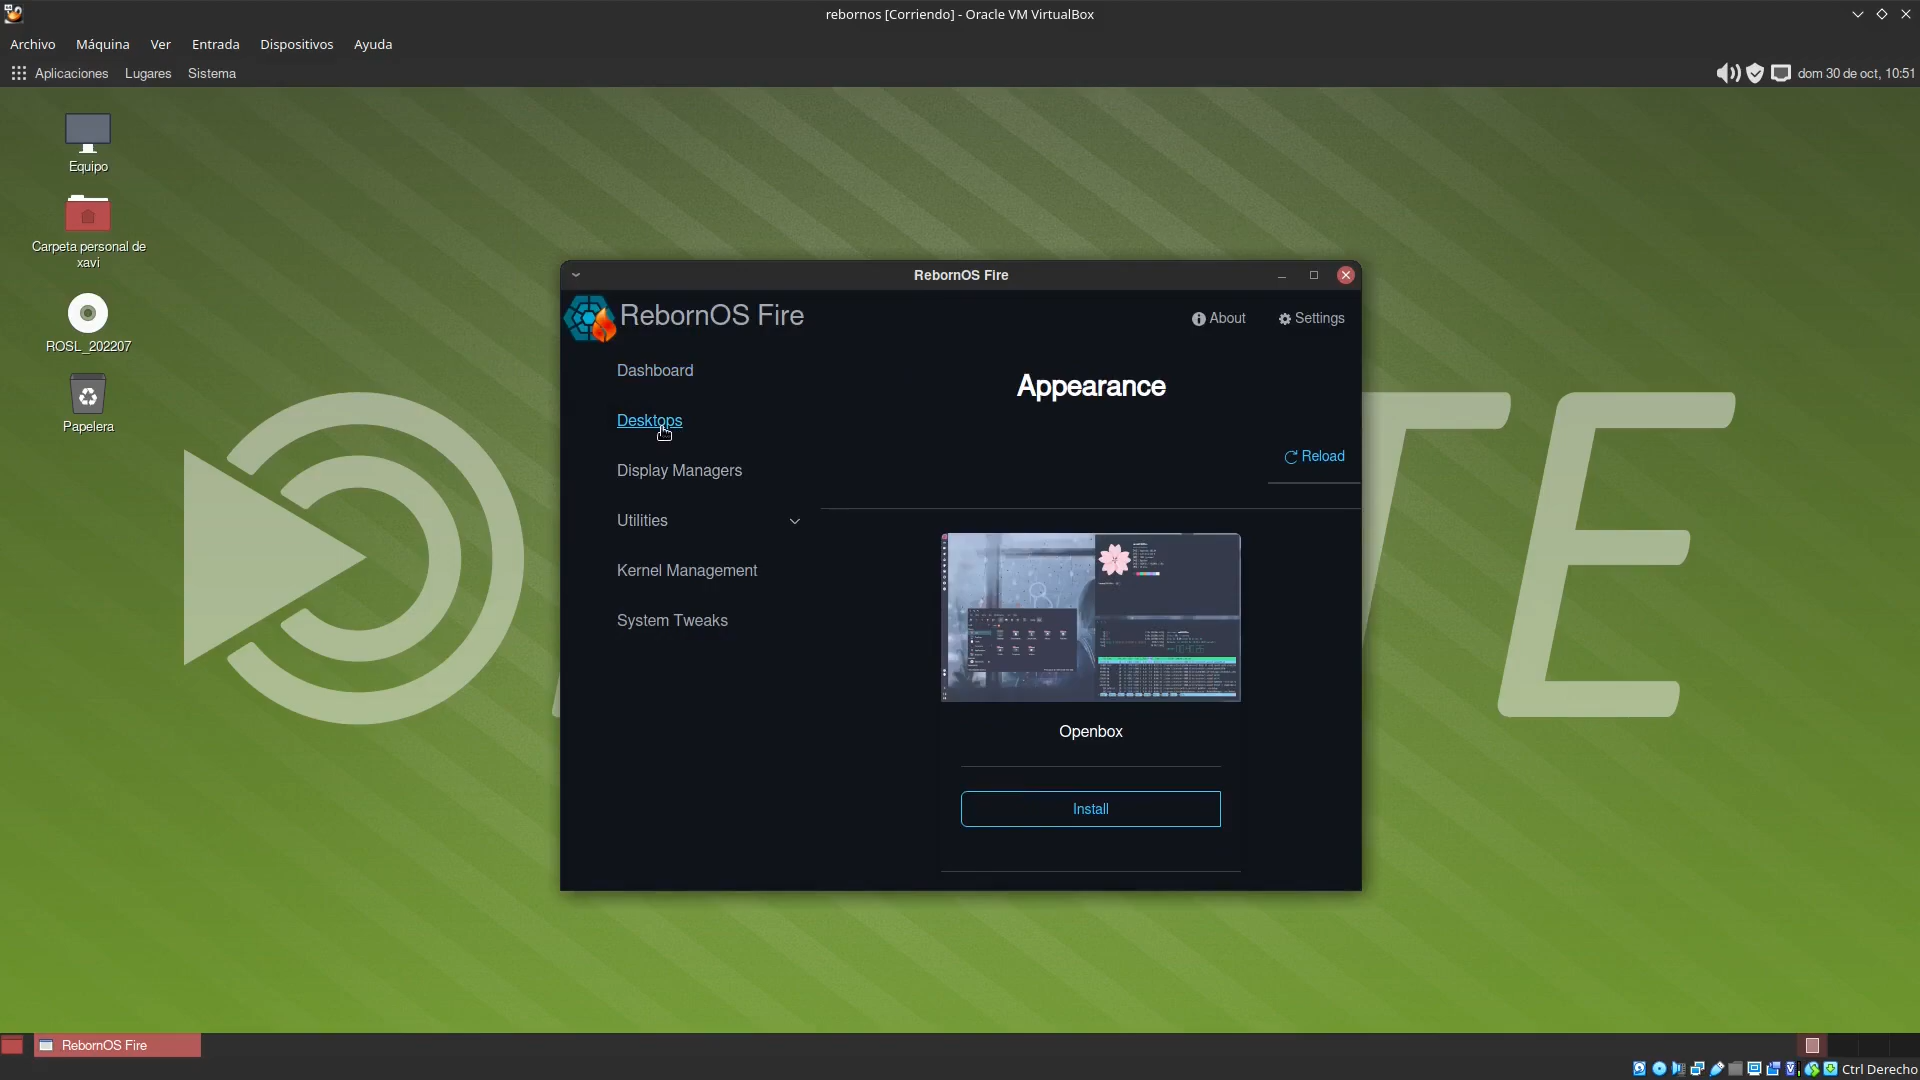 rebornos [Corriendo] - Oracle VM VirtualBox
Archivo Máquina Ver Entrada Dispositivos Ayuda
Aplicaciones Lugares Sistema
dom 30 de oct, 10:51
Equipo
Carpeta personal de
xavi
ROSL_202207
Papelera
RebornOS Fire
RebornOS Fire
About
Settings
Dashboard
Desktops
Display Managers
Utilities
Kernel Management
System Tweaks
Appearance
Reload
Openbox
Install
TE
RebornOS Fire
Ctrl Derecho